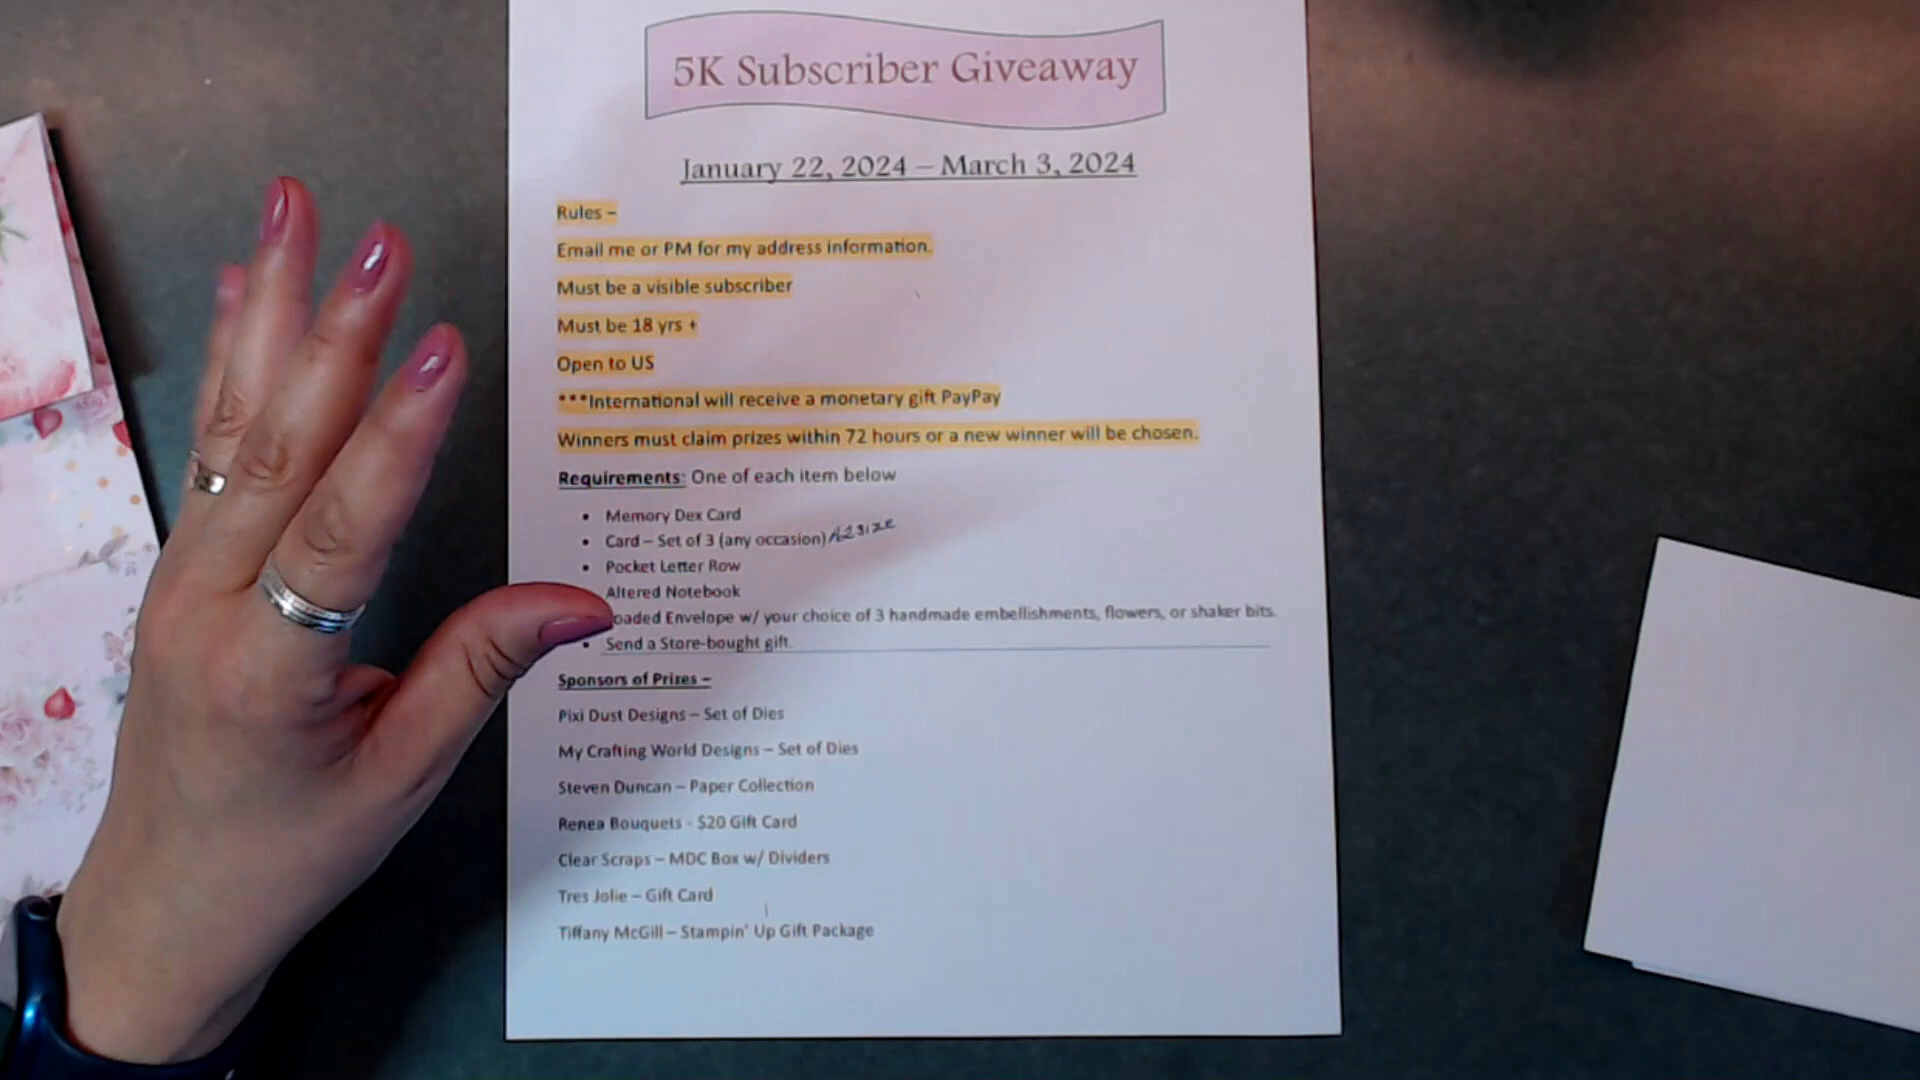 5K Subscriber Giveaway
January 22, 2024 – March 3, 2024
Rules –
Email me or PM for my address information.
Must be a visible subscriber
Must be 18 yrs +
Open to US
***International will receive a monetary gift PayPay
Winners must claim prizes within 72 hours or a new winner will be chosen.
Requirements: One of each item below
• Memory Dex Card
• Card – Set of 3 (any occasion) A2 size
• Pocket Letter Row
Altered Notebook
oaded Envelope w/ your choice of 3 handmade embellishments, flowers, or shaker bits.
• Send a Store-bought gift.
Sponsors of Prizes –
Pixi Dust Designs – Set of Dies
My Crafting World Designs – Set of Dies
Steven Duncan – Paper Collection
Renea Bouquets - $20 Gift Card
Clear Scraps – MDC Box w/ Dividers
Tres Jolie – Gift Card
Tiffany McGill – Stampin' Up Gift Package